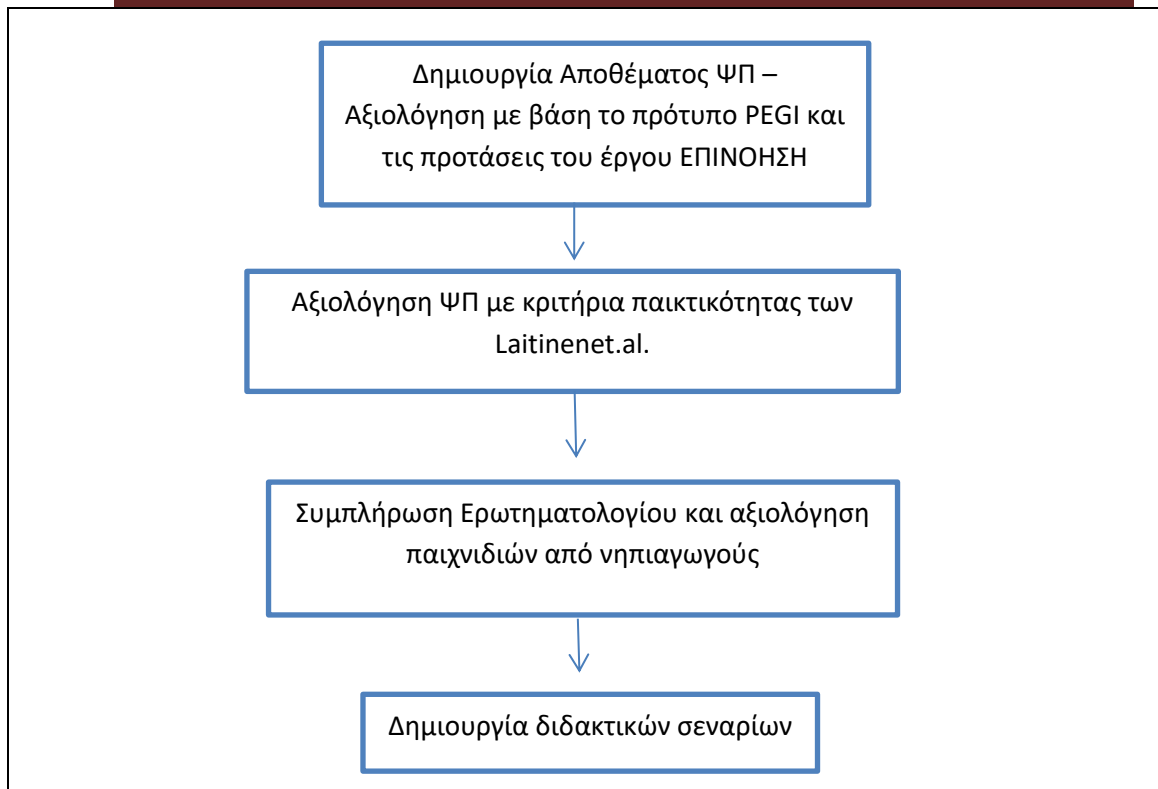 Δημιουργία Αποθέματος ΨΠ –
Αξιολόγηση με βάση το πρότυπο PEGI και
τις προτάσεις του έργου ΕΠΙΝΟΗΣΗ
Αξιολόγηση ΨΠ με κριτήρια παικτικότητας των
Laitinenet.al.
Συμπλήρωση Ερωτηματολογίου και αξιολόγηση
παιχνιδιών από νηπιαγωγούς
Δημιουργία διδακτικών σεναρίων